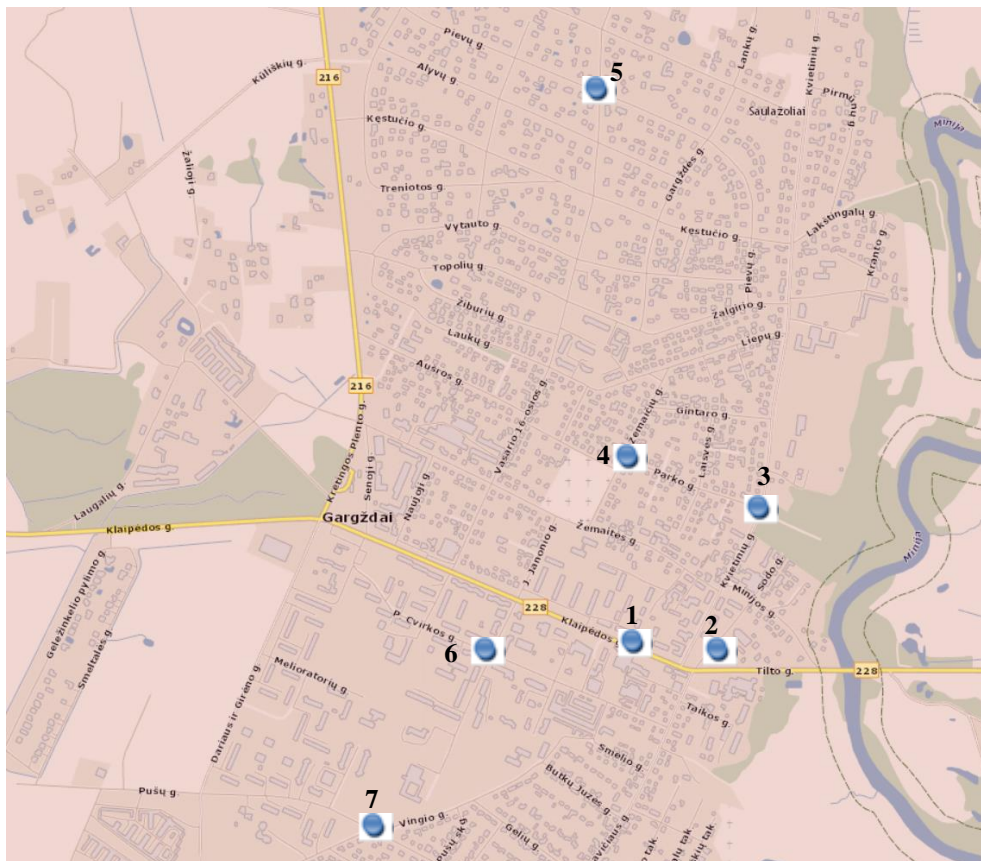 Pievų g.
Lankų g.
Kvietinių g.
Kūliškių g.
Alyvų g.
5
216
Pirmūnų g.
Saulažoliai
Kęstučio g.
Minija
Žalioji g.
Gargždės g.
Treniotos g.
Lakštingalų g.
Vytauto g.
Kęstučio g.
Kranto g.
Topolių g.
Pievų g.
Žiburių g.
Žalgirio g.
Laukų g.
Liepų g.
Aušros g.
216
Žemaičių g.
Gintaro g.
Vasario 16-osios g.
Kretingos Plento g.
Laisvės g.
4
Senoji g.
Parko g.
3
Naujoji g.
Laugalių g.
Gargždai
Klaipėdos g.
Žemaitės g.
J. Janonio g.
Minija
Kvietinių g.
Sodo g.
Geležinkelio pylimo g.
Minijos g.
228
1
P. Cvirkos g.
Klaipėdos g.
2
6
Smeltalės g.
Melioratorių g.
Tilto g.
228
Dariaus ir Girėno g.
Taikos g.
Smėlio g.
Butkų Juzės g.
Pušų g.
7
Vingio g.
Gėlių g.